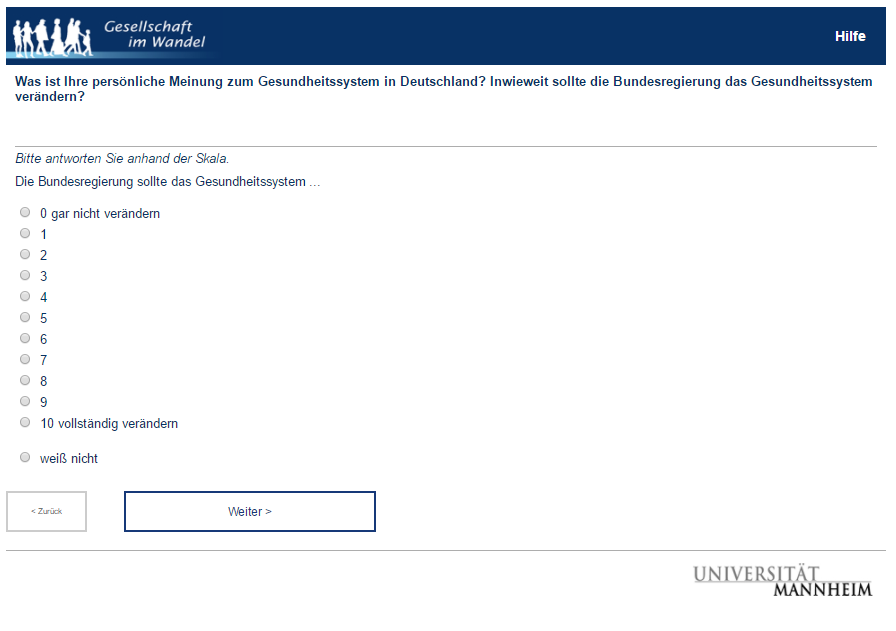 Gesellschaft
im Wandel
Hilfe
Was ist Ihre persönliche Meinung zum Gesundheitssystem in Deutschland? Inwieweit sollte die Bundesregierung das Gesundheitssystem
verändern?
Bitte antworten Sie anhand der Skala.
Die Bundesregierung sollte das Gesundheitssystem ...
0 gar nicht verändern
1
2
3
4
5
6
7
8
9
10 vollständig verändern
weiß nicht
< Zurück
Weiter >
UNIVERSITÄT
MANNHEIM